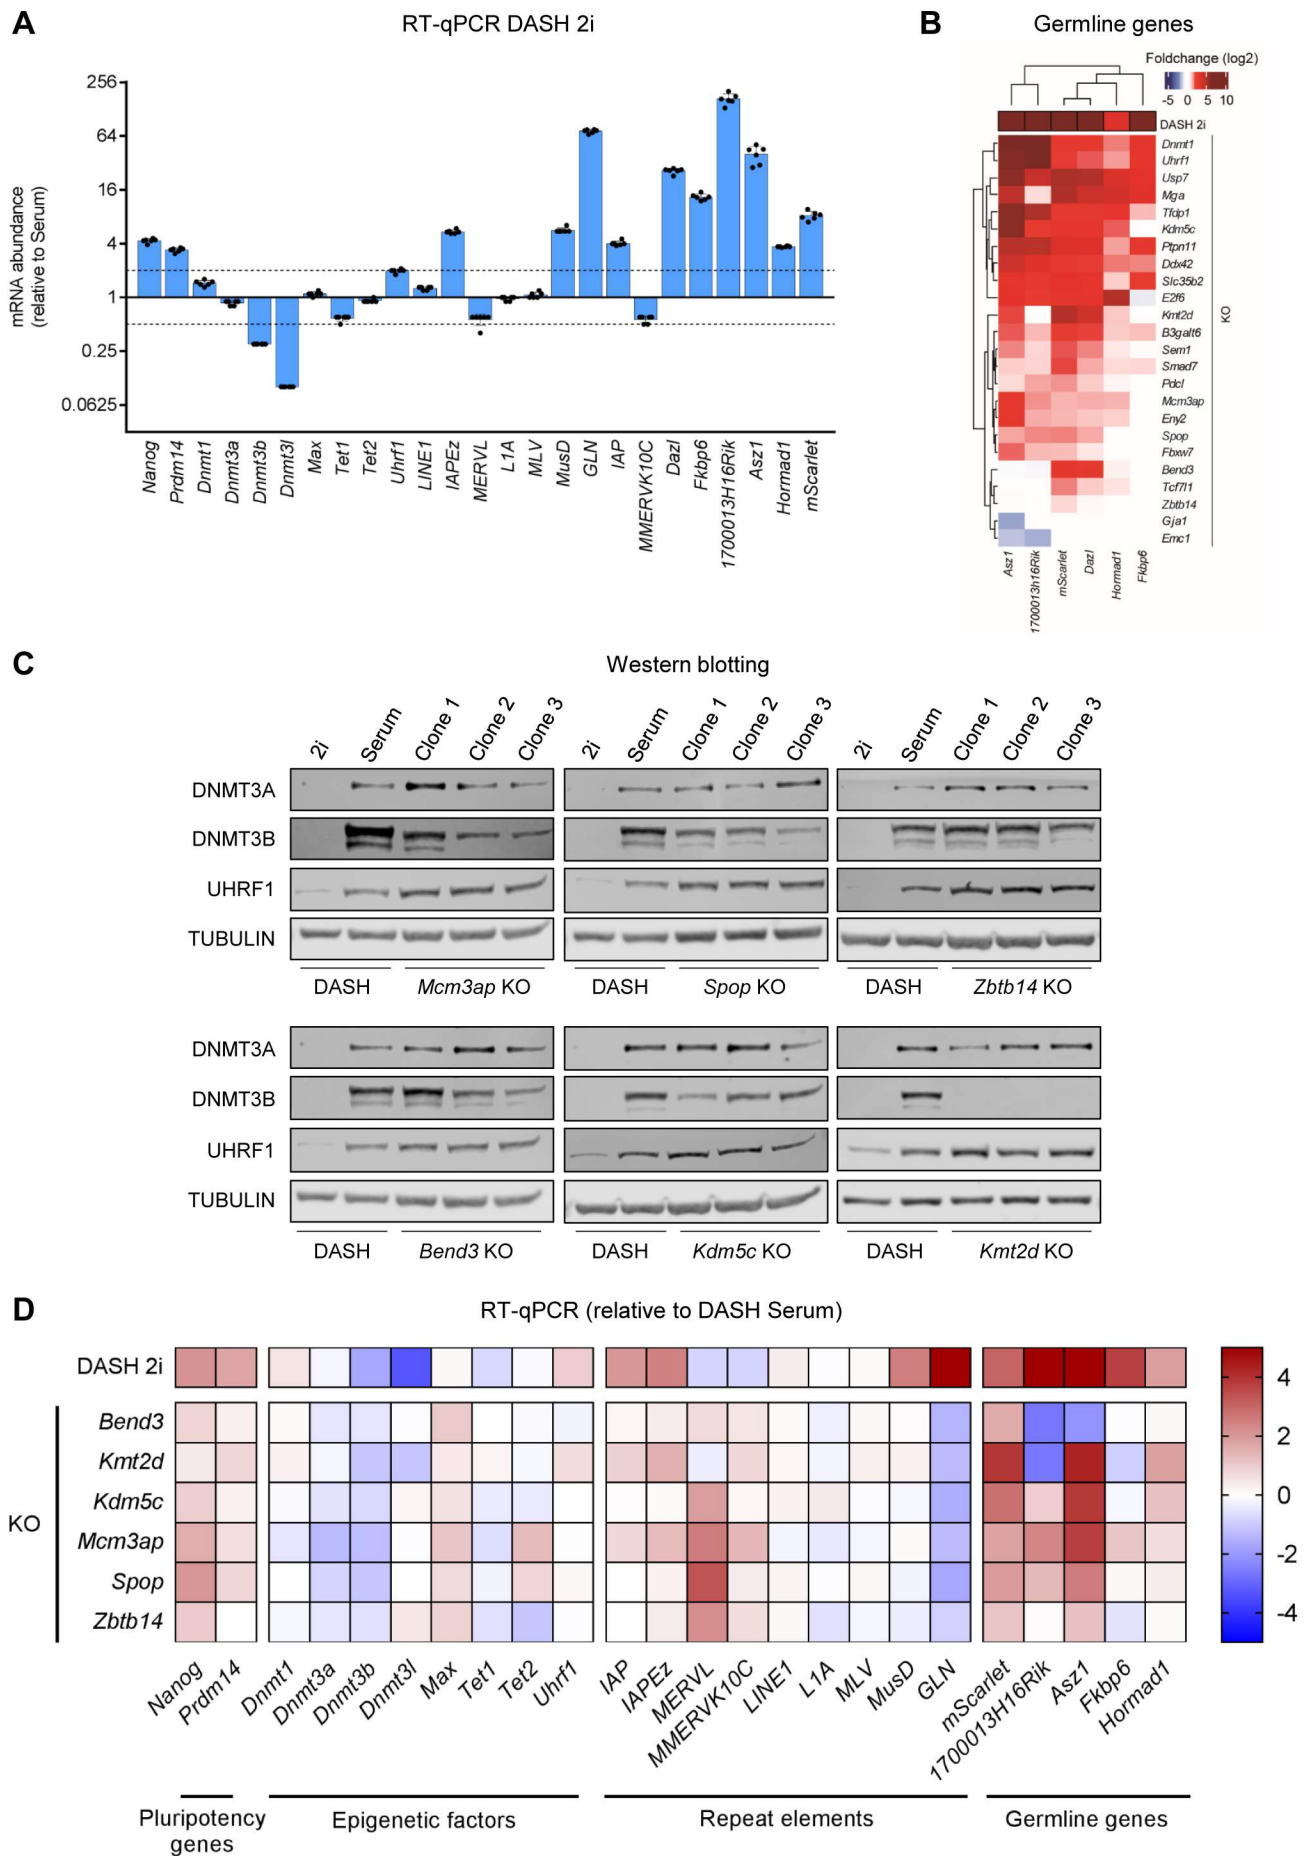 A
RT-qPCR DASH 2i
mRNA abundance
(relative to Serum)
256
64
16
4
1
0.25
0.0625
Nanog
Prdm14
Dnmt1
Dnmt3a
Dnmt3b
Dnmt3l
Max
Tet1
Tet2
Uhrf1
LINE1
IAPEz
MERVL
L1A
MLV
MusD
GLN
IAP
MMERVK10C
Dazl
Fkbp6
1700013H16Rik
Asz1
Hormad1
mScarlet
B
Germline genes
Foldchange (log2)
-5 0 5 10
DASH 2i
Dnmt1
Uhrf1
Usp7
Mga
Tfdp1
Kdm5c
Ptpn11
Ddx42
Slc35b2
E2f6
Kmt2d
B3galt6
Sem1
Smad7
Pdcl
Mcm3ap
Eny2
Spop
Fbxw7
Bend3
Tcf7l1
Zbtb14
Gja1
Emc1
KO
Asz1
1700013h16Rik
mScarlet
Dazl
Hormad1
Fkbp6
C
Western blotting
2i Serum Clone 1 Clone 2 Clone 3 2i Serum Clone 1 Clone 2 Clone 3 2i Serum Clone 1 Clone 2 Clone 3
DNMT3A
DNMT3B
UHRF1
TUBULIN
DASH Mcm3ap KO DASH Spop KO DASH Zbtb14 KO
DNMT3A
DNMT3B
UHRF1
TUBULIN
DASH Bend3 KO DASH Kdm5c KO DASH Kmt2d KO
D
RT-qPCR (relative to DASH Serum)
DASH 2i
KO
Bend3
Kmt2d
Kdm5c
Mcm3ap
Spop
Zbtb14
4
2
0
-2
-4
Nanog
Prdm14
Dnmt1
Dnmt3a
Dnmt3b
Dnmt3l
Max
Tet1
Tet2
Uhrf1
IAP
IAPEz
MERVL
MMERVK10C
LINE1
L1A
MLV
MusD
GLN
mScarlet
1700013H16Rik
Asz1
Fkbp6
Hormad1
Pluripotency
genes
Epigenetic factors
Repeat elements
Germline genes